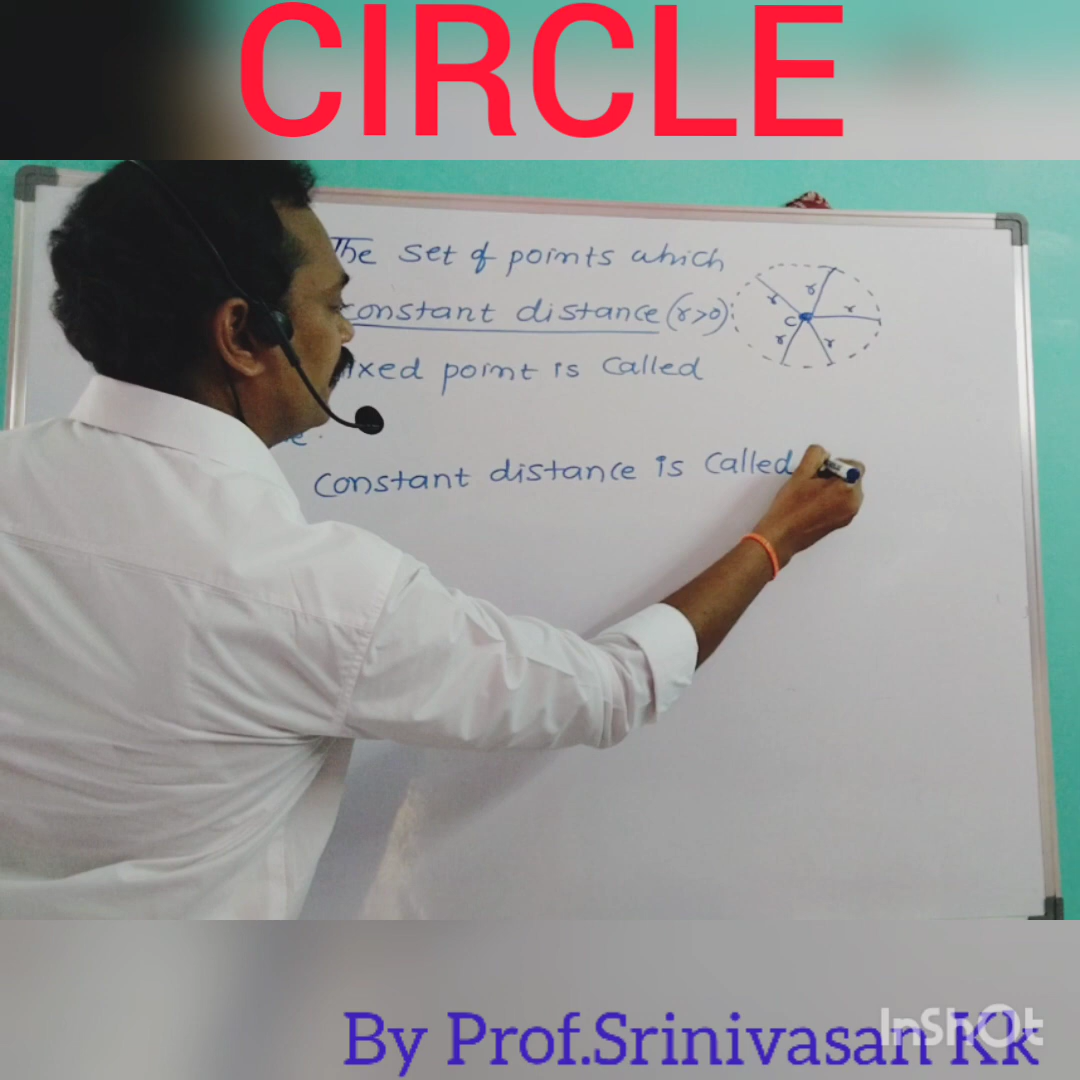 CIRCLE
The set of points which
constant distance (r>0)
fixed point is called
constant distance is called
r
r
r
c
r
r
By Prof.Srinivasan Kk
InShOt